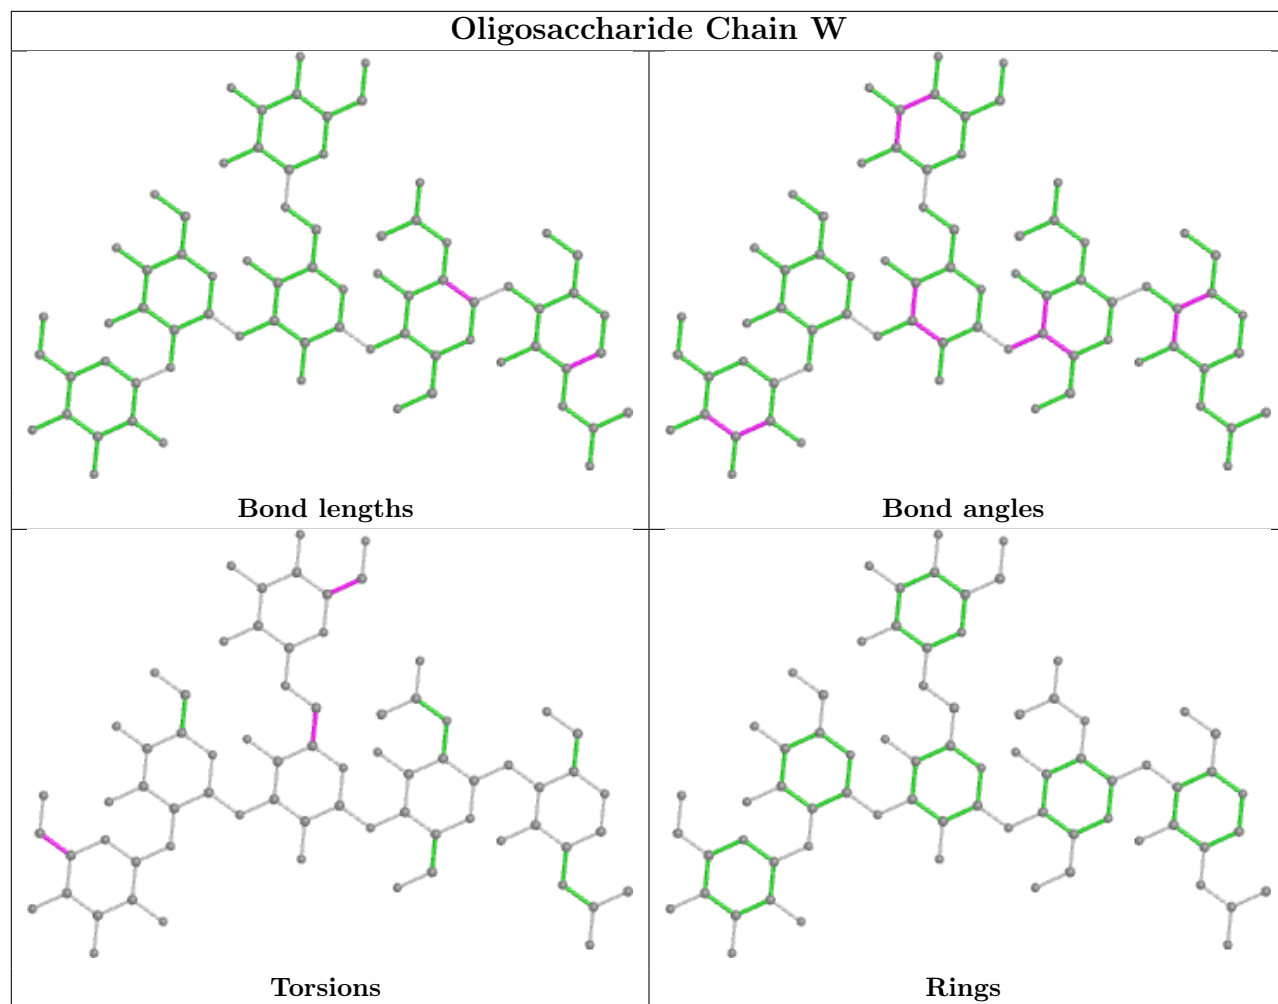 Oligosaccharide Chain W
Bond lengths
Bond angles
Torsions
Rings